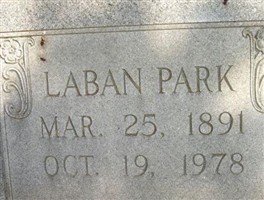 LABAN PARK
MAR. 25, 1891
OCT. 19, 1978